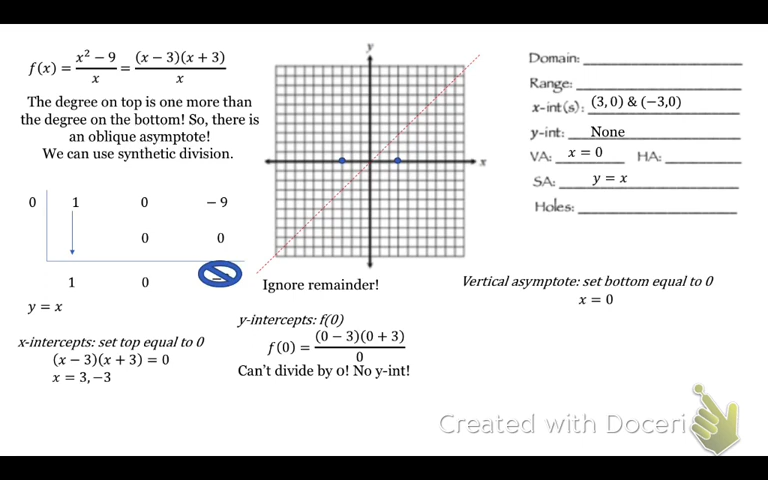 f(x) = x² − 9 / x = (x − 3)(x + 3) / x
The degree on top is one more than
the degree on the bottom! So, there is
an oblique asymptote!
We can use synthetic division.
0 1 0 − 9
0 0
1 0
y = x
x-intercepts: set top equal to 0
(x − 3)(x + 3) = 0
x = 3, −3
y
x
Ignore remainder!
y-intercepts: f(0)
f(0) = (0 − 3)(0 + 3) / 0
Can't divide by 0! No y-int!
Domain:
Range:
x-int(s): (3, 0) & (−3,0)
y-int: None
VA: x = 0 HA:
SA: y = x
Holes:
Vertical asymptote: set bottom equal to 0
x = 0
Created with Doceri